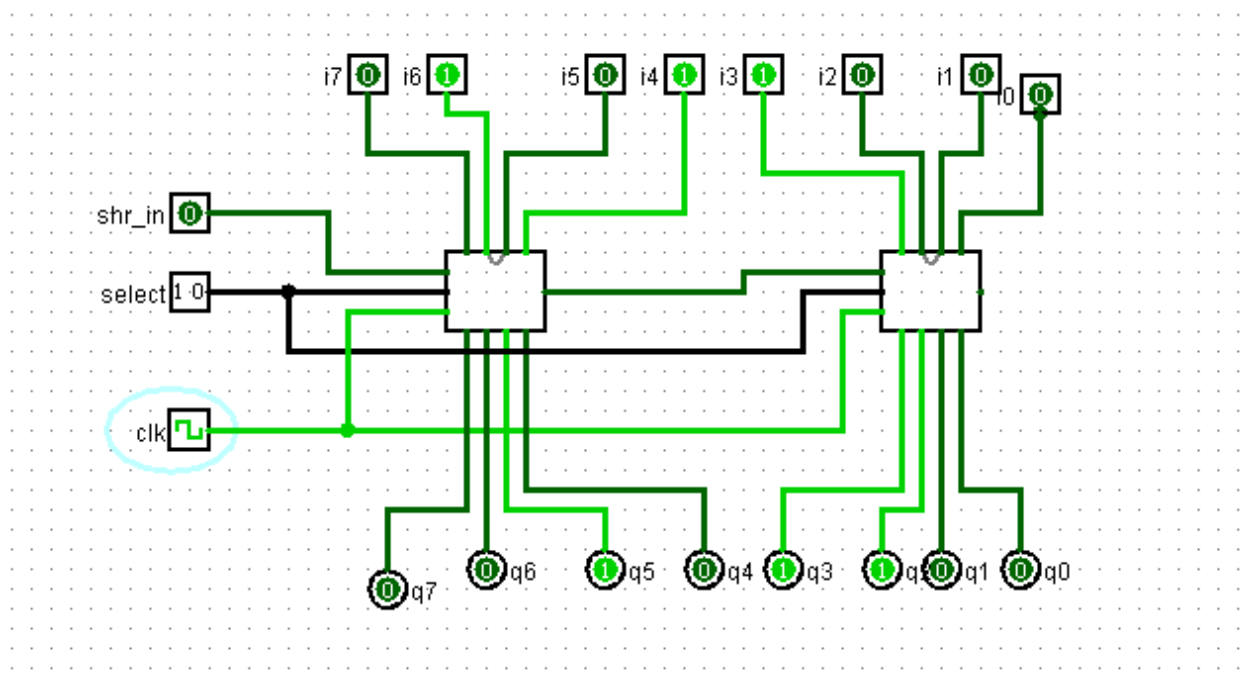 i7 0 i6 1 i5 0 i4 1 i3 1 i2 0 i1 0
i0 0
shr_in 0
select 1 0
clk
0 q6 1 q5 0 q4 1 q3 1 0 q1 0 q0
0 q7